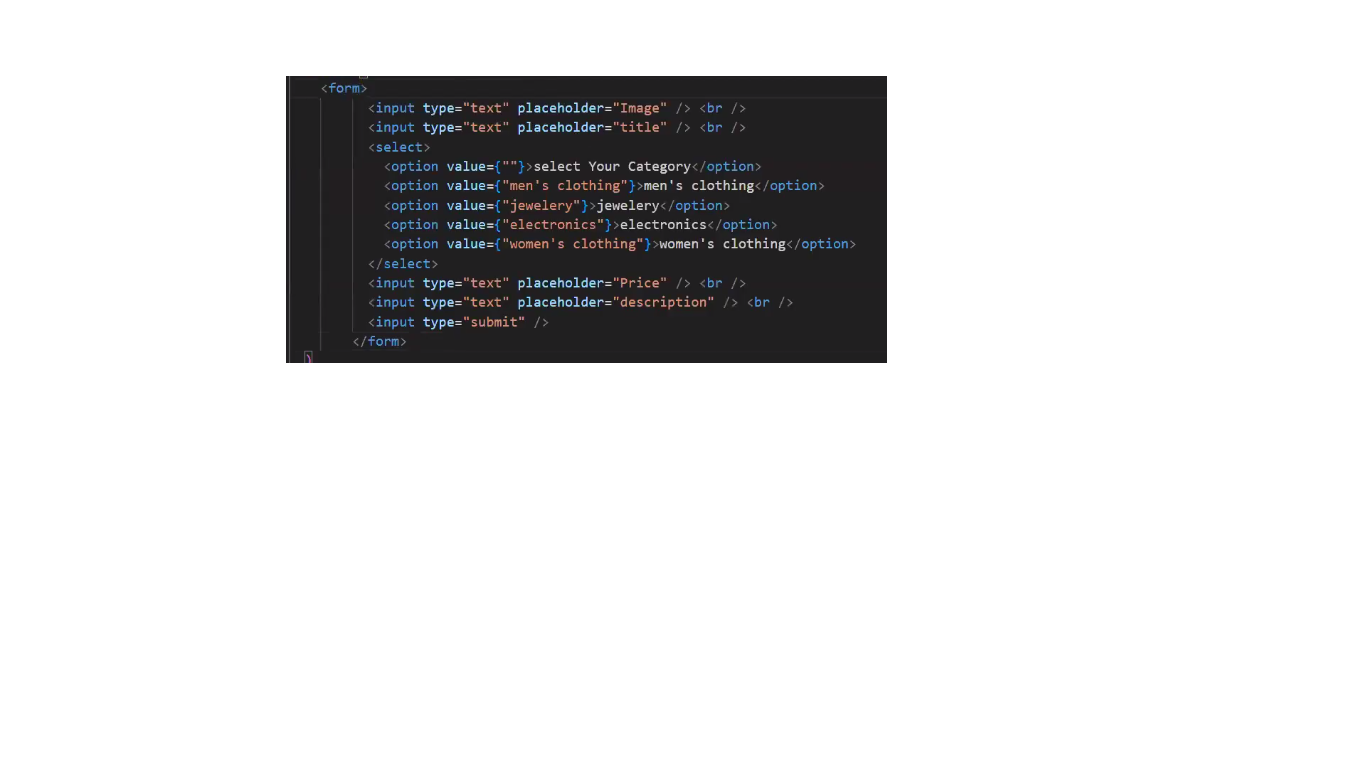 <form>
<input type="text" placeholder="Image" /> <br />
<input type="text" placeholder="title" /> <br />
<select>
<option value={""}>select Your Category</option>
<option value={"men's clothing"}>men's clothing</option>
<option value={"jewelery"}>jewelery</option>
<option value={"electronics"}>electronics</option>
<option value={"women's clothing"}>women's clothing</option>
</select>
<input type="text" placeholder="Price" /> <br />
<input type="text" placeholder="description" /> <br />
<input type="submit" />
</form>
)